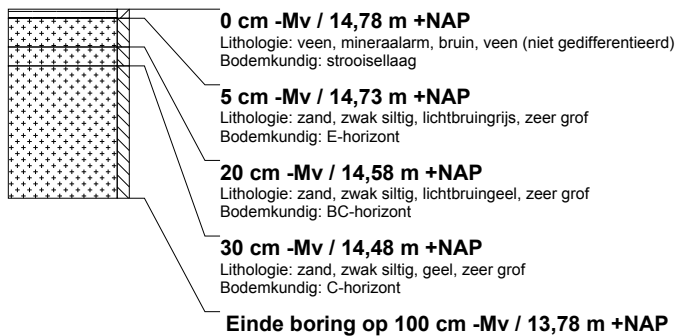 0 cm -Mv / 14,78 m +NAP
Lithologie: veen, mineraalarm, bruin, veen (niet gedifferentieerd)
Bodemkundig: strooisellaag
5 cm -Mv / 14,73 m +NAP
Lithologie: zand, zwak siltig, lichtbruingrijs, zeer grof
Bodemkundig: E-horizont
20 cm -Mv / 14,58 m +NAP
Lithologie: zand, zwak siltig, lichtbruingeel, zeer grof
Bodemkundig: BC-horizont
30 cm -Mv / 14,48 m +NAP
Lithologie: zand, zwak siltig, geel, zeer grof
Bodemkundig: C-horizont
Einde boring op 100 cm -Mv / 13,78 m +NAP